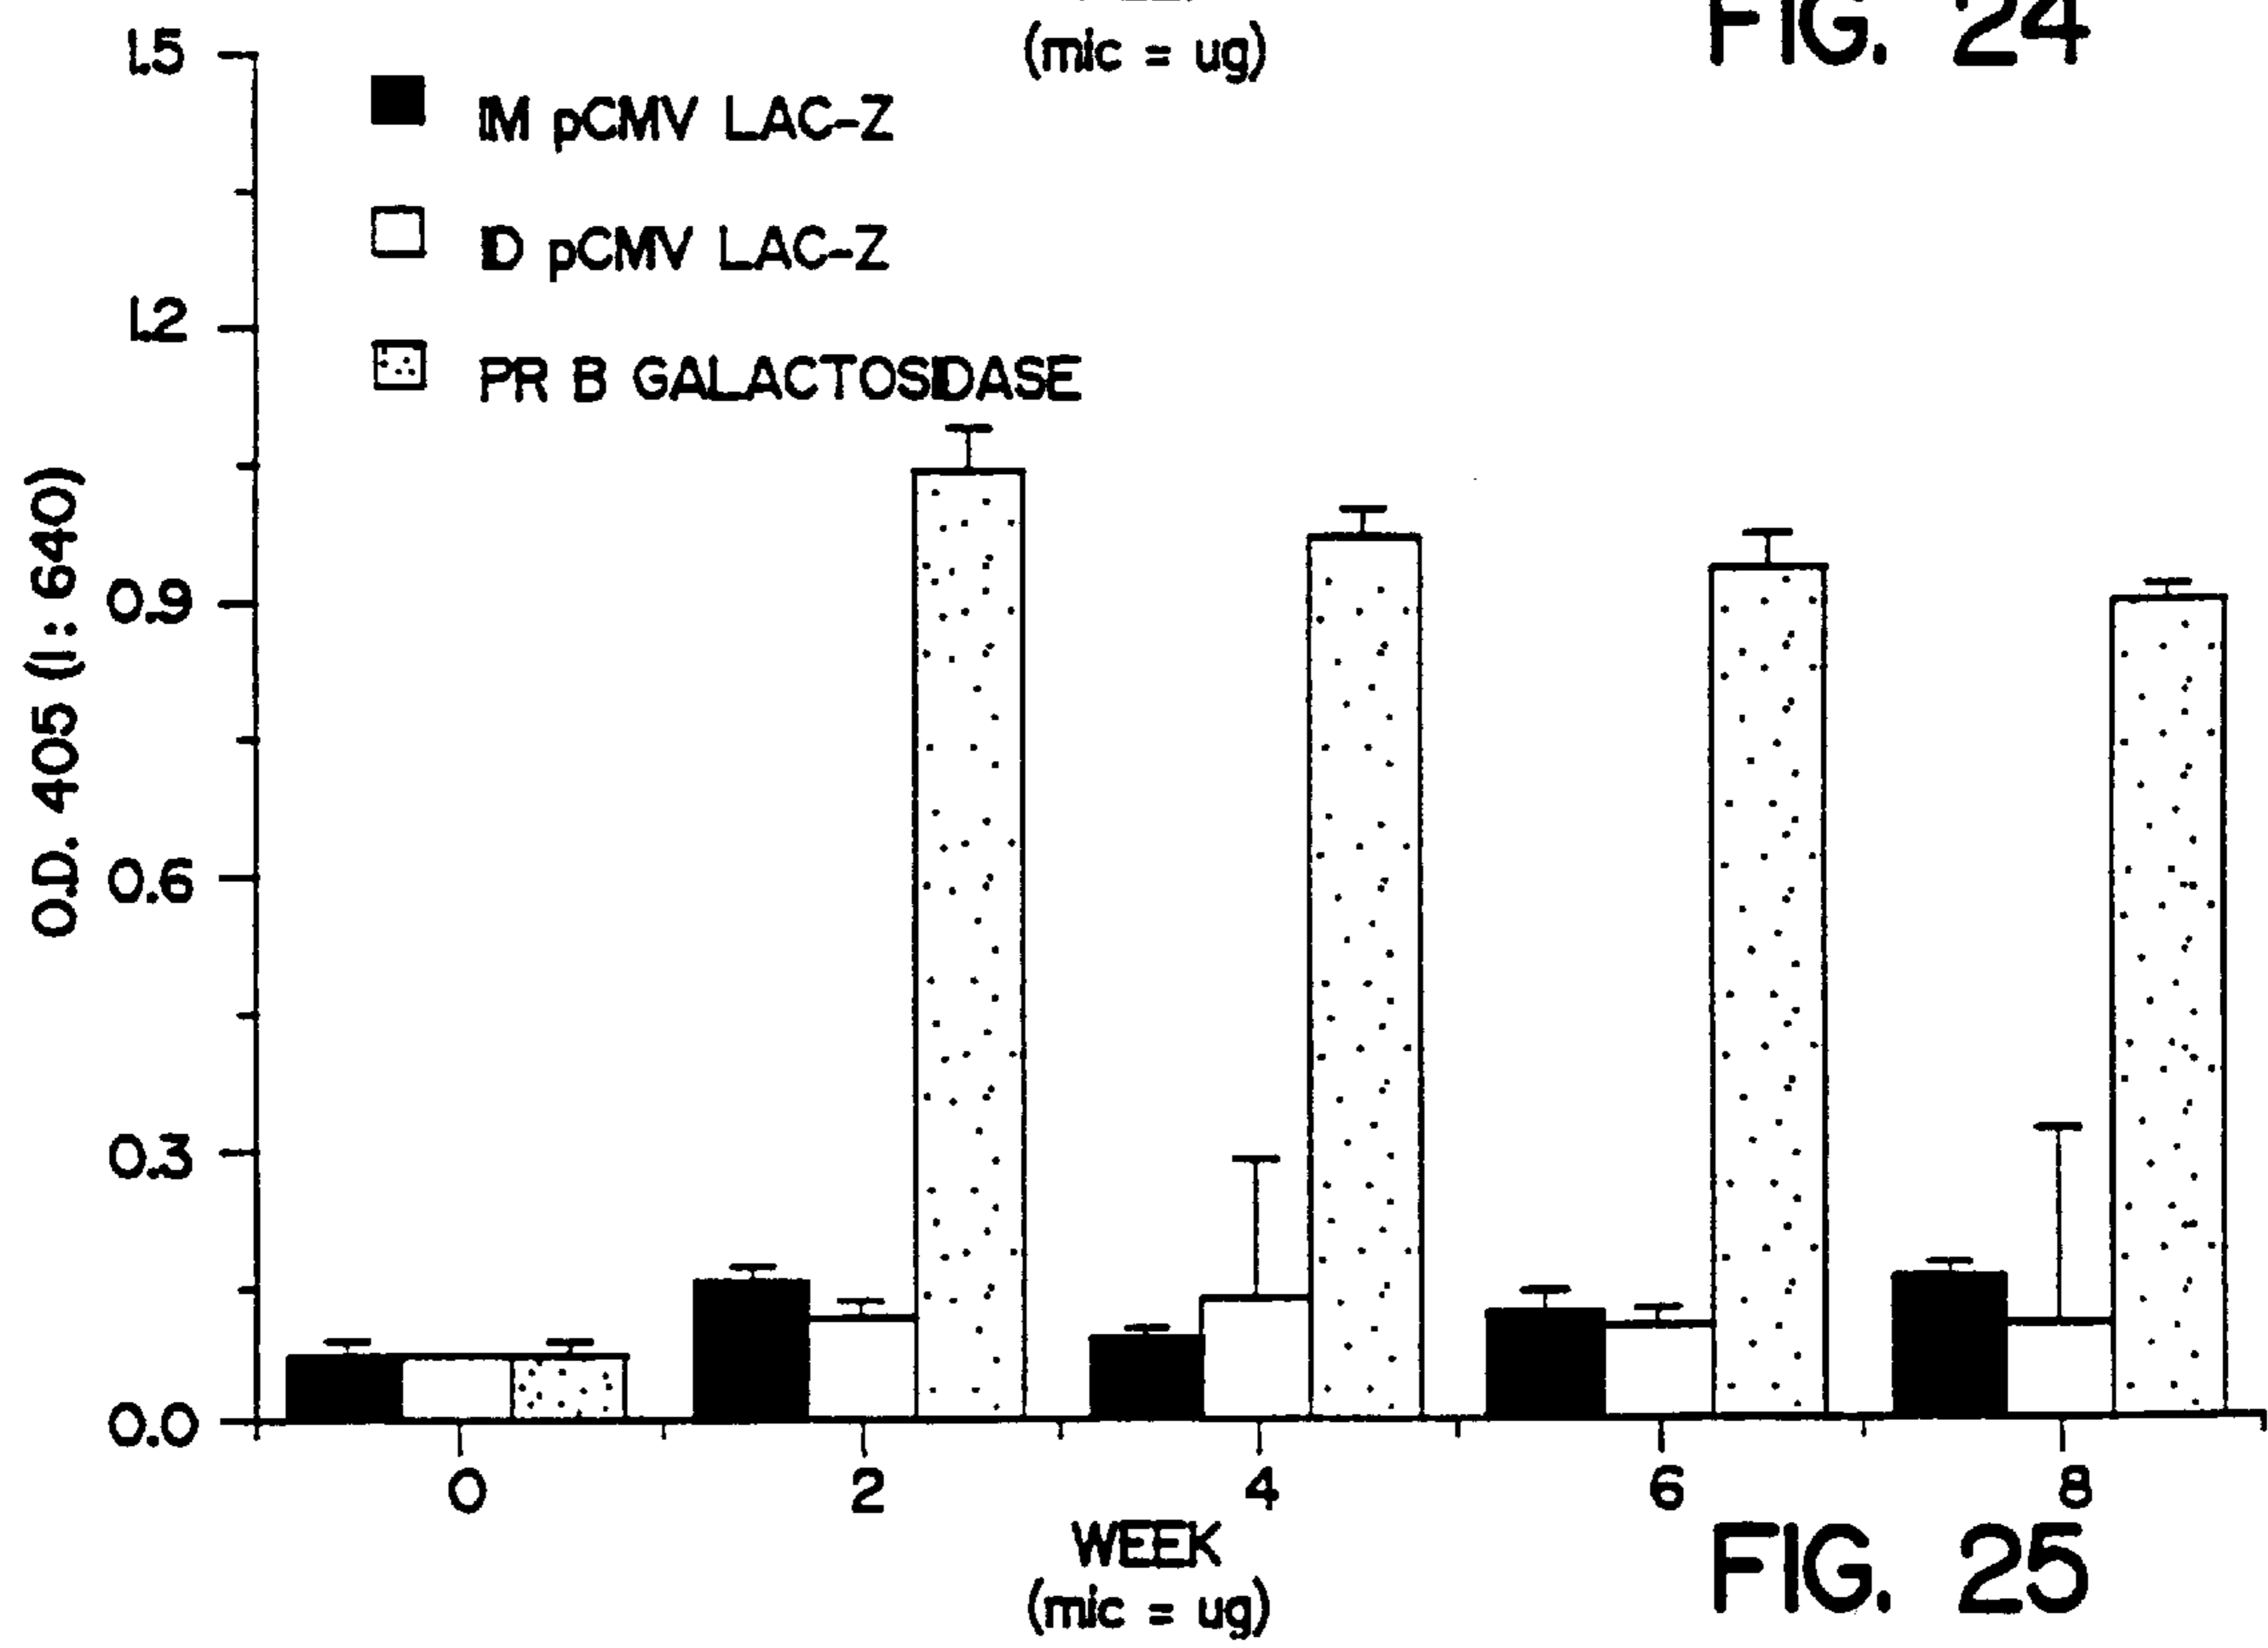 (mic = ug)
FIG. 24
1.5
IM pCMV LAC-Z
ID pCMV LAC-Z
1.2
PR B GALACTOSIDASE
O.D. 405 (1: 640)
0.9
0.6
0.3
0.0
0 2 4 6 8
WEEK
(mic = ug)
FIG. 25